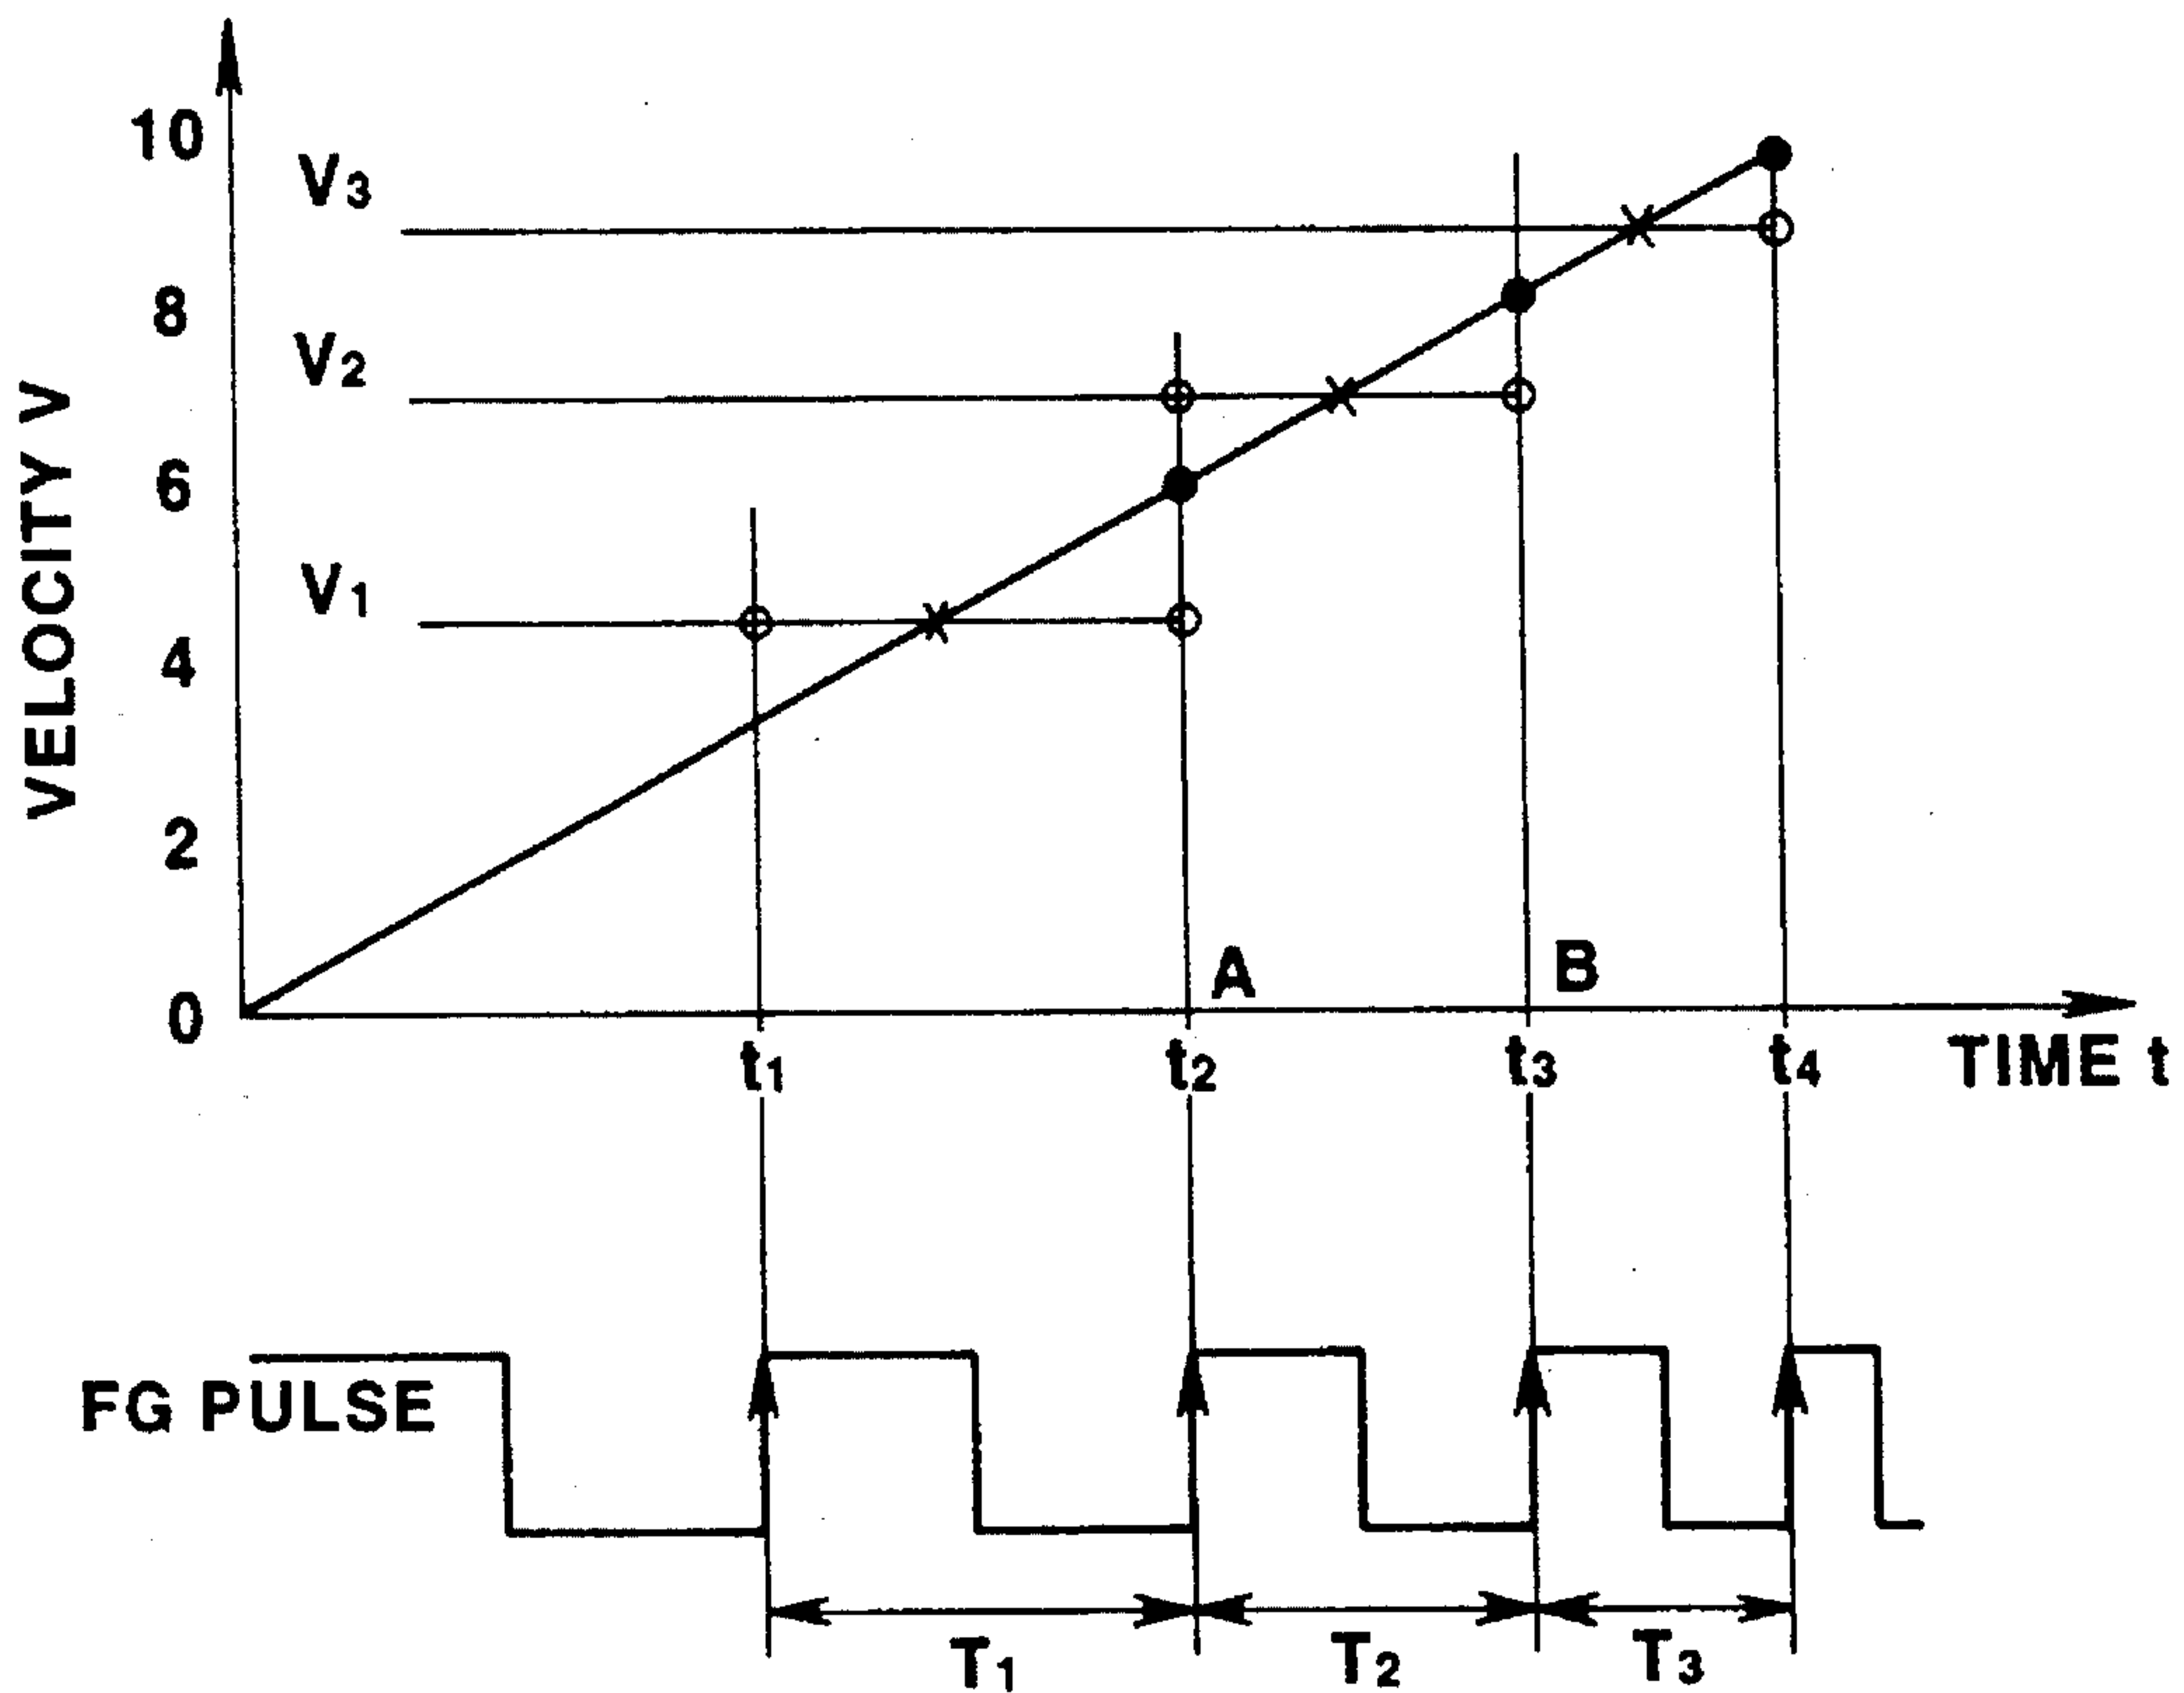 VELOCITY V
10
8
6
4
2
0
V3
V2
V1
A
B
t1 t2 t3 t4 TIME t
FG PULSE
T1 T2 T3